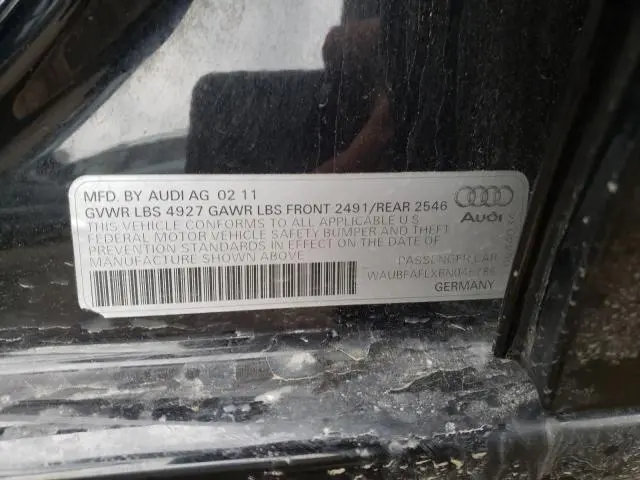 MFD. BY AUDI AG 02 11
GVWR LBS 4927 GAWR LBS FRONT 2491/REAR 2546
THIS VEHICLE CONFORMS TO ALL APPLICABLE U S
FEDERAL MOTOR VEHICLE SAFETY / BUMPER AND THEFT
PREVENTION STANDARDS IN EFFECT ON THE DATE OF
MANUFACTURE SHOWN ABOVE
Audi
PASSENGER CAR
GERMANY